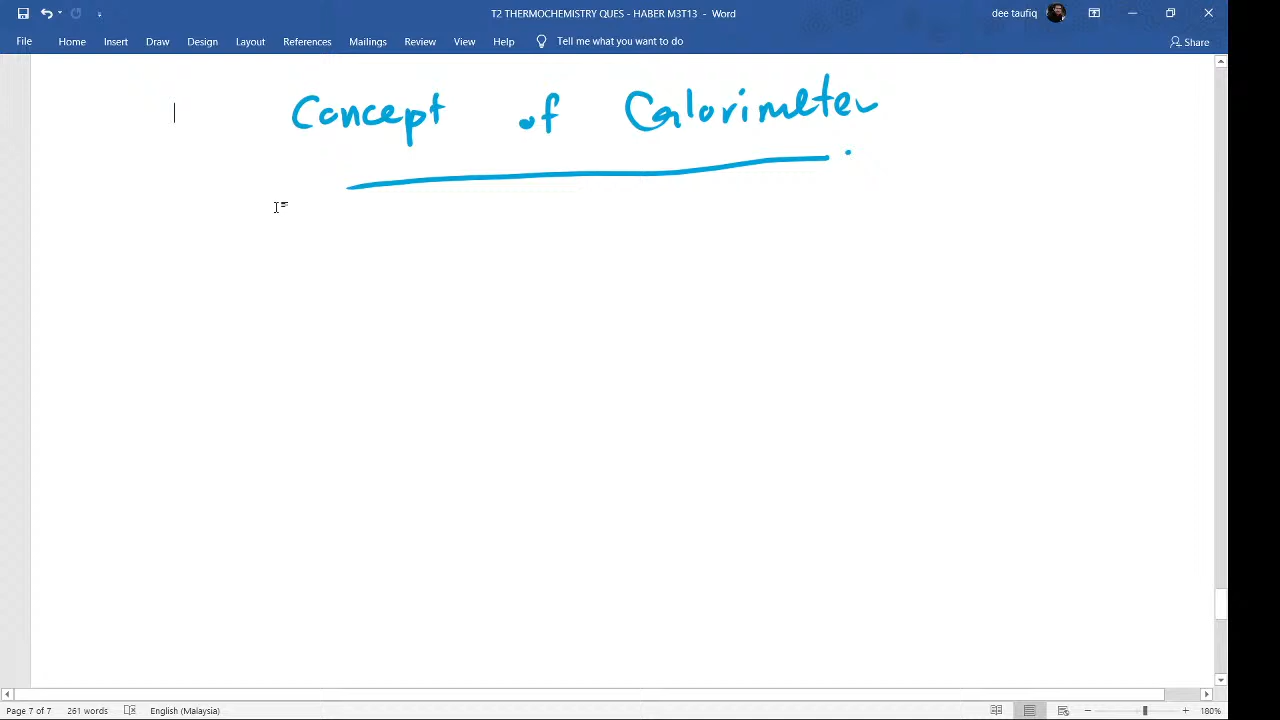 T2 THERMOCHEMISTRY QUES - HABER M3T13 - Word
dee taufiq
File Home Insert Draw Design Layout References Mailings Review View Help Tell me what you want to do
Share
Concept of Calorimeter
Page 7 of 7 261 words English (Malaysia)
180%